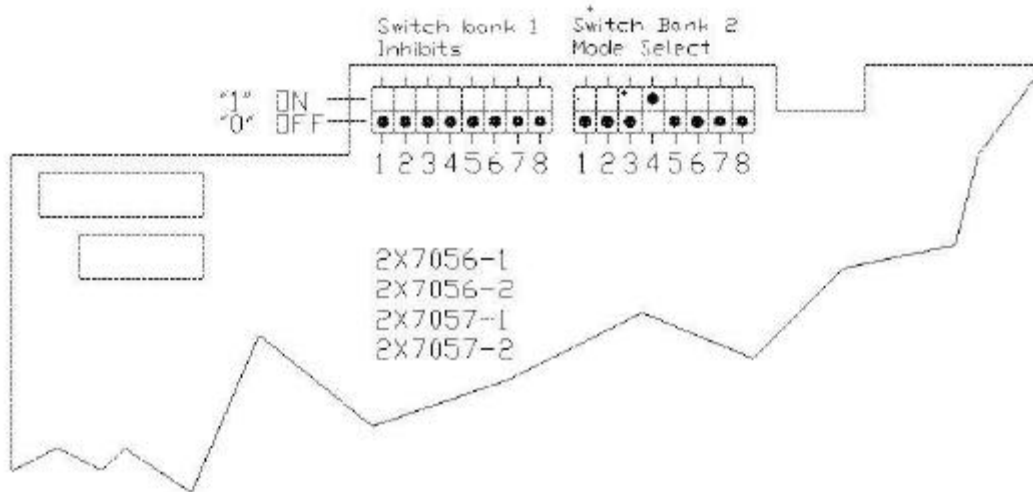 Switch bank 1
Inhibits
Switch Bank 2
Mode Select
"1" ON
"0" OFF
1 2 3 4 5 6 7 8
1 2 3 4 5 6 7 8
2X7056-1
2X7056-2
2X7057-1
2X7057-2